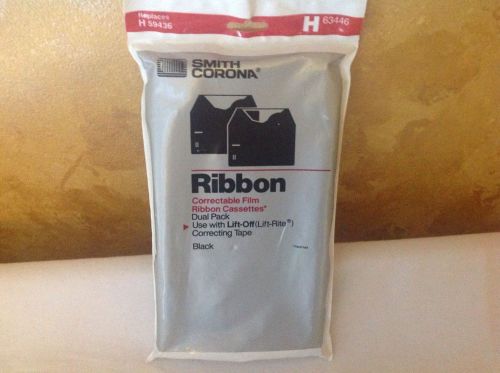 Replaces
H 59436
H 63446
SMITH
CORONA®
H
Ribbon
Correctable Film
Ribbon Cassettes*
Dual Pack
Use with Lift-Off (Lift-Rite®)
Correcting Tape
Black